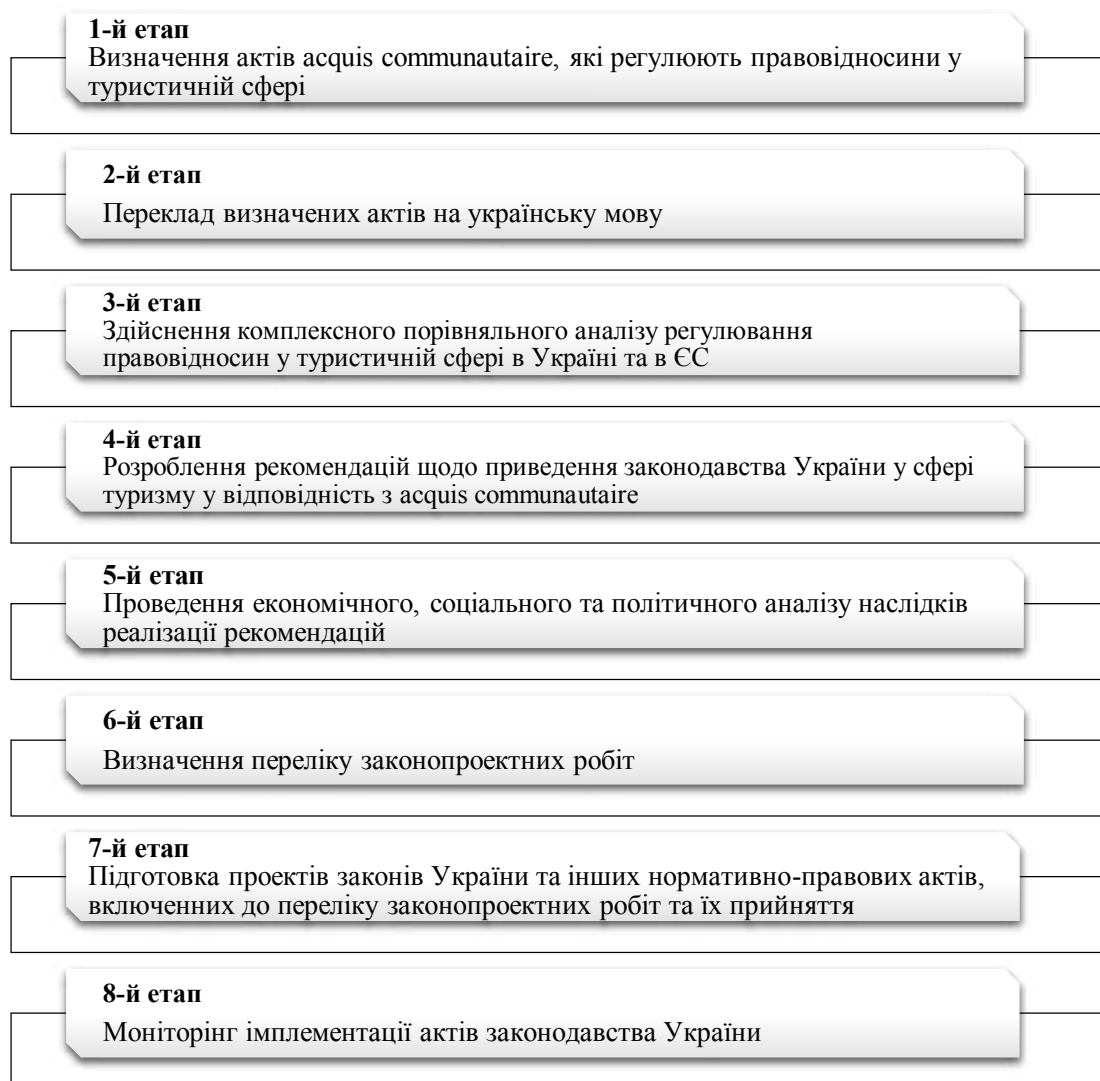 1-й етап
Визначення актів acquis communautaire, які регулюють правовідносини у
туристичній сфері
2-й етап
Переклад визначених актів на українську мову
3-й етап
Здійснення комплексного порівняльного аналізу регулювання
правовідносин у туристичній сфері в Україні та в ЄС
4-й етап
Розроблення рекомендацій щодо приведення законодавства України у сфері
туризму у відповідність з acquis communautaire
5-й етап
Проведення економічного, соціального та політичного аналізу наслідків
реалізації рекомендацій
6-й етап
Визначення переліку законопроектних робіт
7-й етап
Підготовка проектів законів України та інших нормативно-правових актів,
включенних до переліку законопроектних робіт та їх прийняття
8-й етап
Моніторінг імплементації актів законодавства України